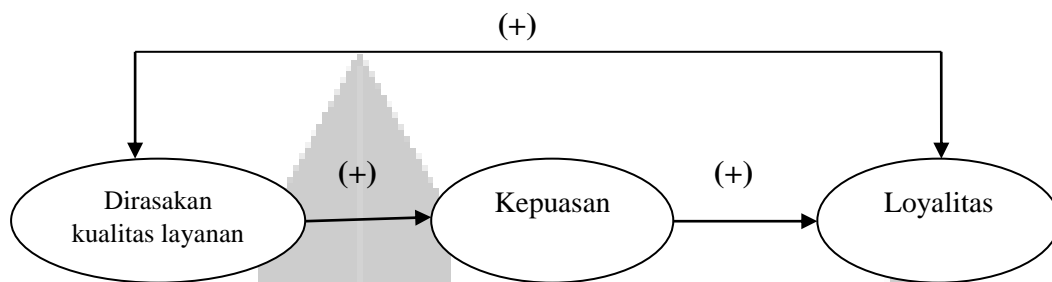 (+)
(+)
(+)
Dirasakan
kualitas layanan
Kepuasan
Loyalitas